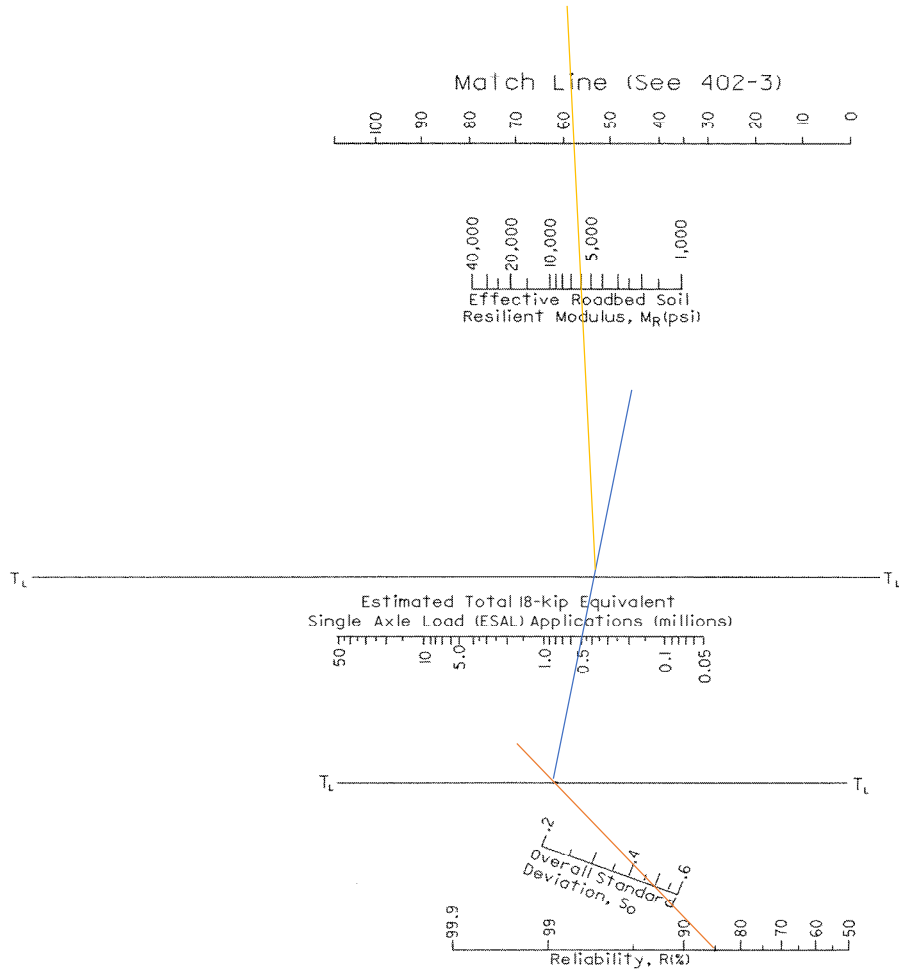 Match Line (See 402-3)
100 90 80 70 60 50 40 35 30 20 10 0
40,000 20,000 10,000 5,000 1,000
Effective Roadbed Soil
Resilient Modulus, MR(psi)
TL TL
Estimated Total 18-kip Equivalent
Single Axle Load (ESAL) Applications (millions)
50 10 5.0 1.0 0.5 0.1 0.05
TL TL
.2 .4 .6
Overall Standard
Deviation, So
99.9 99 90 80 70 60 50
Reliability, R(%)